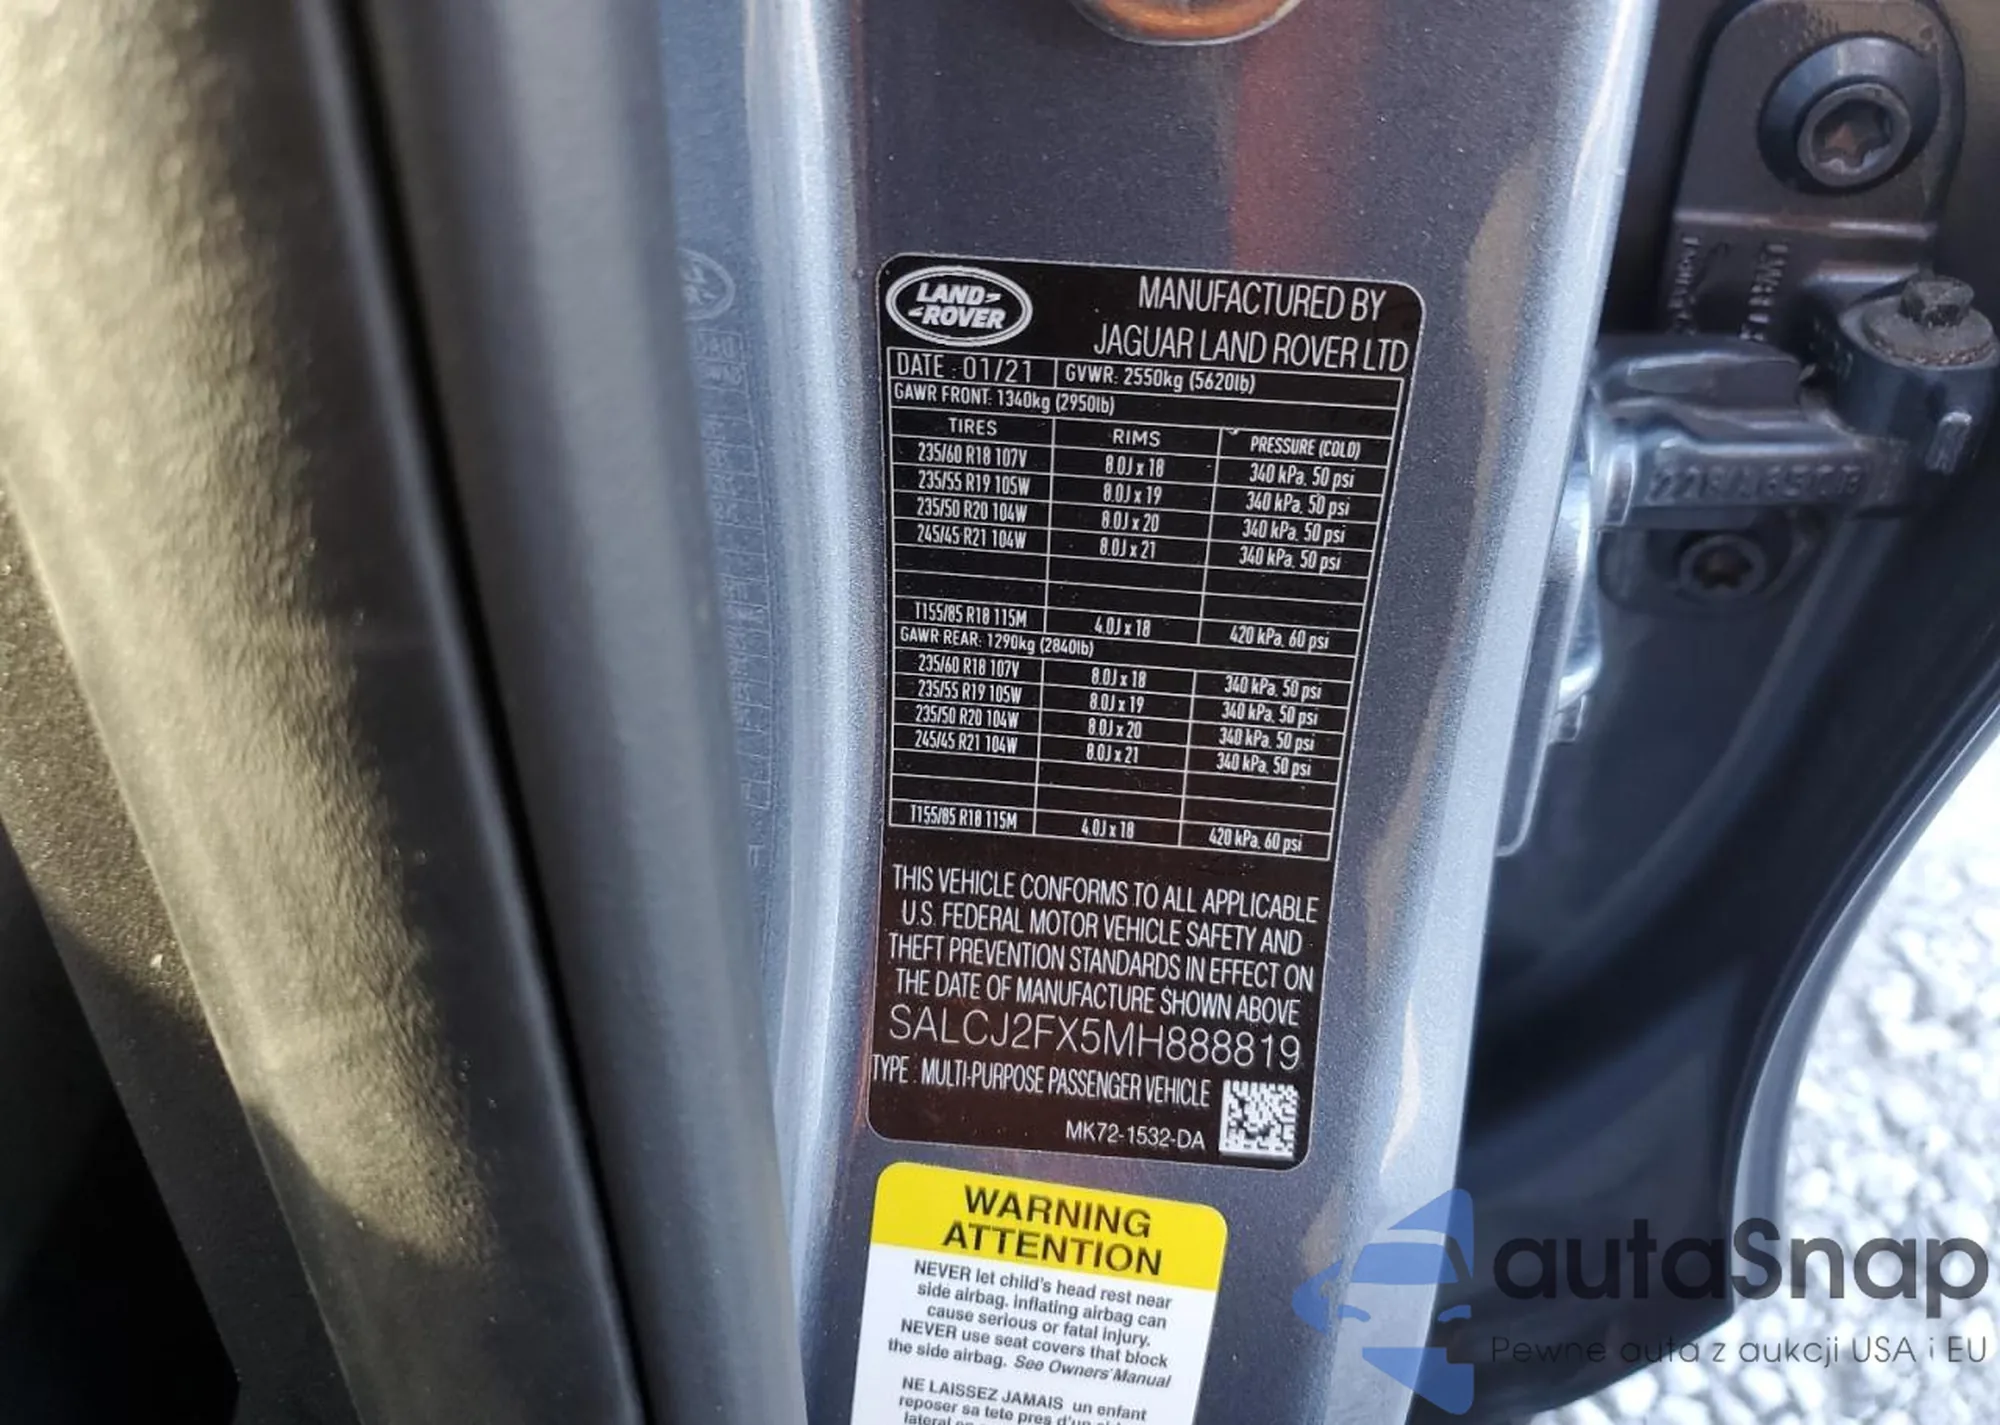 LAND-
-ROVER
MANUFACTURED BY
JAGUAR LAND ROVER LTD
DATE : 01/21 GVWR: 2550kg (5620lb)
GAWR FRONT: 1340kg (2950lb)
TIRES RIMS PRESSURE (COLD)
235/60 R18 107V 8.0J x 18 340 kPa, 50 psi
235/55 R19 105W 8.0J x 19 340 kPa, 50 psi
235/50 R20 104W 8.0J x 20 340 kPa, 50 psi
245/45 R21 104W 8.0J x 21 340 kPa, 50 psi
T155/85 R18 115M 4.0J x 18 420 kPa, 60 psi
GAWR REAR: 1290kg (2840lb)
235/60 R18 107V 8.0J x 18 340 kPa, 50 psi
235/55 R19 105W 8.0J x 19 340 kPa, 50 psi
235/50 R20 104W 8.0J x 20 340 kPa, 50 psi
245/45 R21 104W 8.0J x 21 340 kPa, 50 psi
T155/85 R18 115M 4.0J x 18 420 kPa, 60 psi
THIS VEHICLE CONFORMS TO ALL APPLICABLE
U.S. FEDERAL MOTOR VEHICLE SAFETY AND
THEFT PREVENTION STANDARDS IN EFFECT ON
THE DATE OF MANUFACTURE SHOWN ABOVE
SALCJ2FX5MH888819
TYPE : MULTI-PURPOSE PASSENGER VEHICLE
MK72-1532-DA
WARNING
ATTENTION
NEVER let child's head rest near
side airbag, inflating airbag can
cause serious or fatal injury.
NEVER use seat covers that block
the side airbag. See Owners' Manual
NE LAISSEZ JAMAIS un enfant
reposer sa tete pres d'un
lateral
autaSnap
Pewne auta z aukcji USA i EU